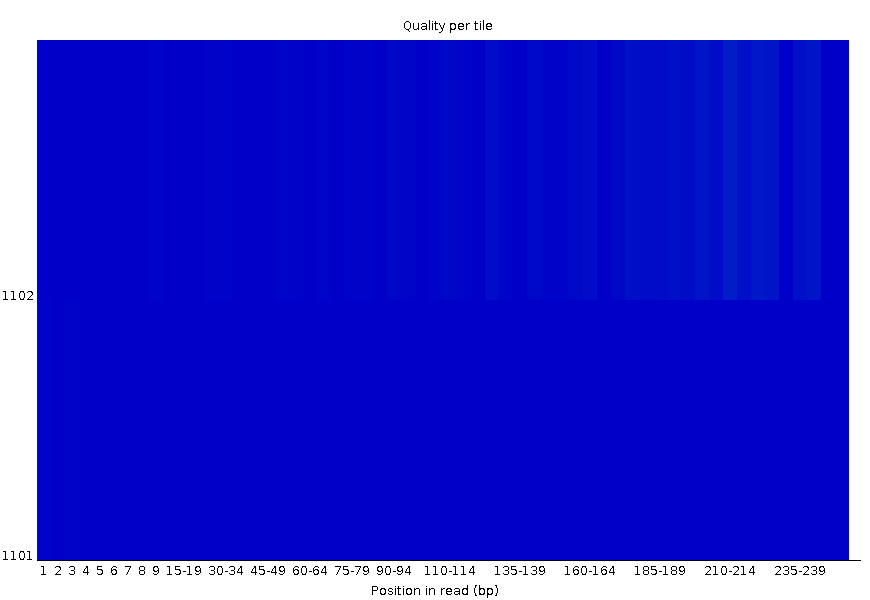 Quality per tile
1102
1101
1 2 3 4 5 6 7 8 9 15-19 30-34 45-49 60-64 75-79 90-94 110-114 135-139 160-164 185-189 210-214 235-239
Position in read (bp)